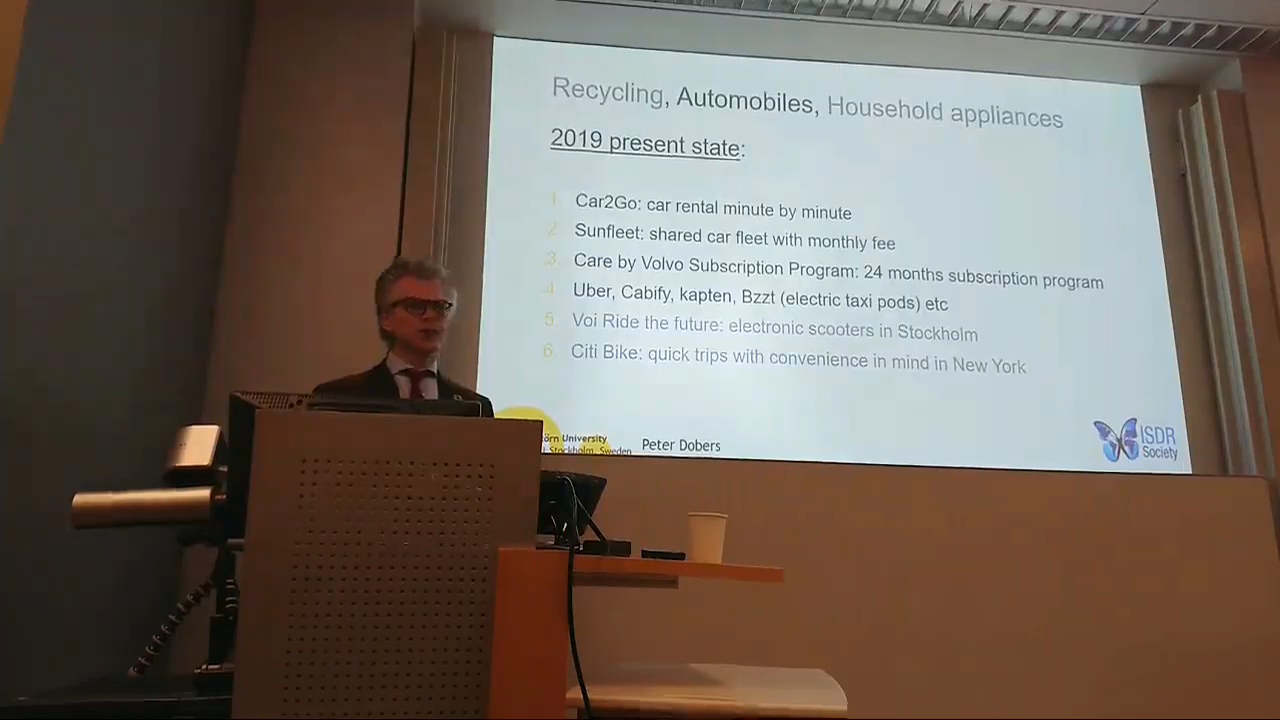 Recycling, Automobiles, Household appliances
2019 present state:
1. Car2Go: car rental minute by minute
2. Sunfleet: shared car fleet with monthly fee
3. Care by Volvo Subscription Program: 24 months subscription program
4. Uber, Cabify, kapten, Bzzt (electric taxi pods) etc
5. Voi Ride the future: electronic scooters in Stockholm
6. Citi Bike: quick trips with convenience in mind in New York
örn University
Stockholm, Sweden
Peter Dobers
ISDR
Society